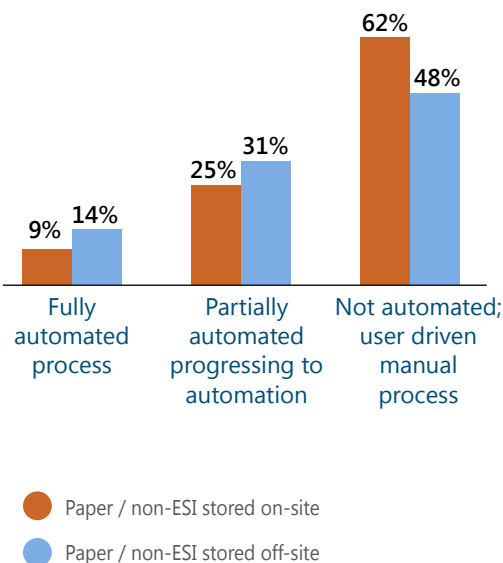 62%
48%
31%
25%
14%
9%
Fully
automated
process
Partially
automated
progressing to
automation
Not automated;
user driven
manual
process
Paper / non-ESI stored on-site
Paper / non-ESI stored off-site